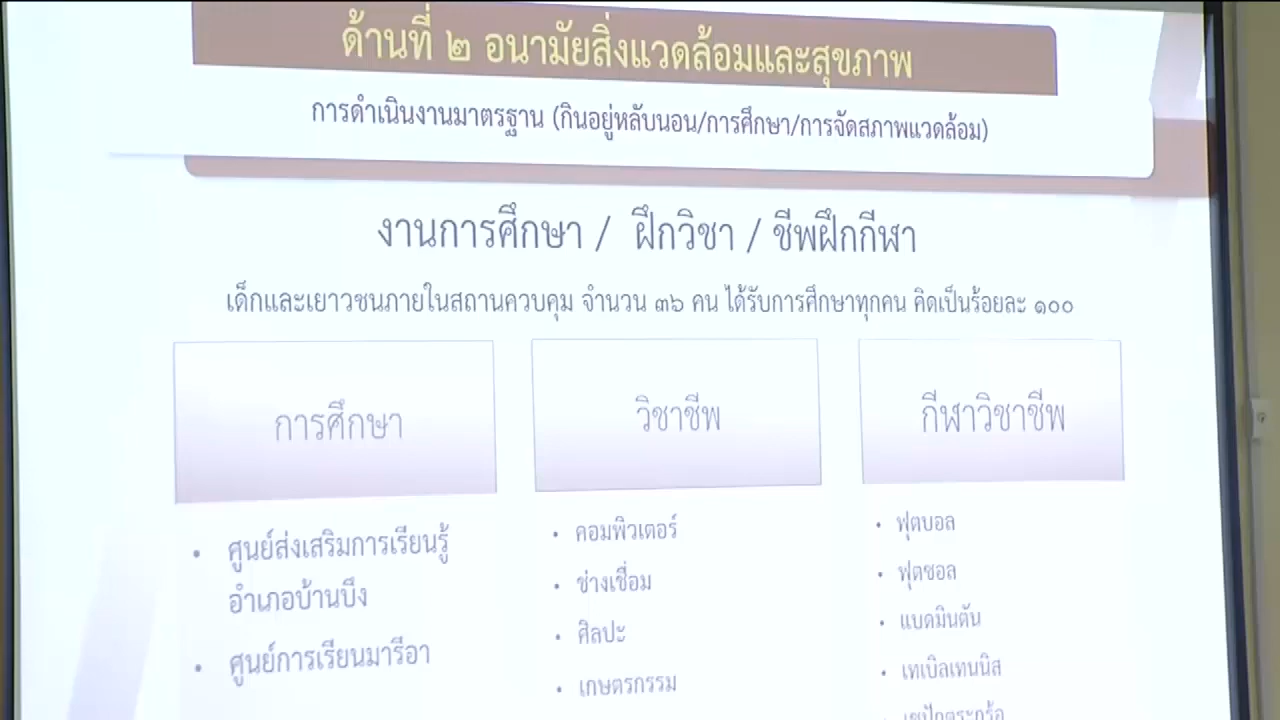 ด้านที่ ๒ อนามัยสิ่งแวดล้อมและสุขภาพ
การดำเนินงานมาตรฐาน (กินอยู่หลับนอน/การศึกษา/การจัดสภาพแวดล้อม)
งานการศึกษา / ฝึกวิชา / ชีพฝึกกีฬา
เด็กและเยาวชนภายในสถานควบคุม จำนวน ๓๖ คน ได้รับการศึกษาทุกคน คิดเป็นร้อยละ ๑๐๐
การศึกษา
• ศูนย์ส่งเสริมการเรียนรู้
อำเภอบ้านบึง
• ศูนย์การเรียนมารีอา
วิชาชีพ
• คอมพิวเตอร์
• ช่างเชื่อม
• ศิลปะ
• เกษตรกรรม
กีฬาวิชาชีพ
• ฟุตบอล
• ฟุตซอล
• แบดมินตัน
• เทเบิลเทนนิส